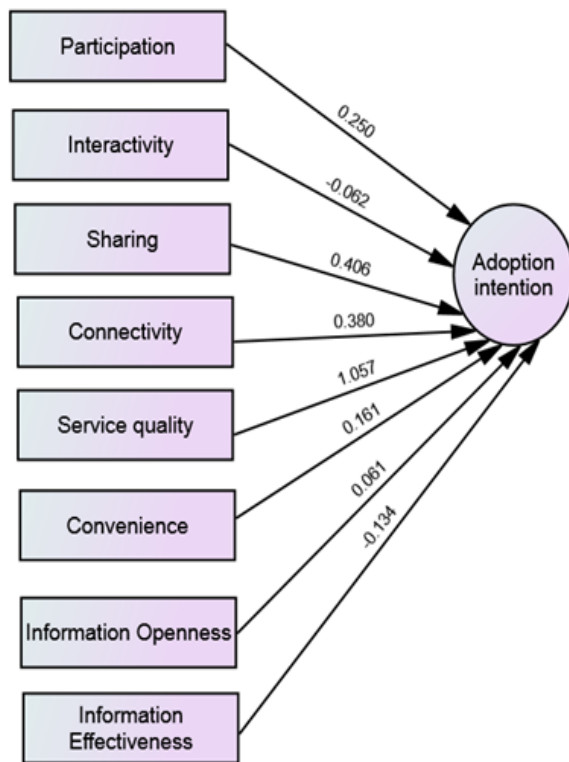 Participation
0.250
Interactivity
-0.062
Sharing
0.406
Adoption
intention
Connectivity
0.380
Service quality
1.057
Convenience
0.161
Information Openness
0.061
Information
Effectiveness
-0.134